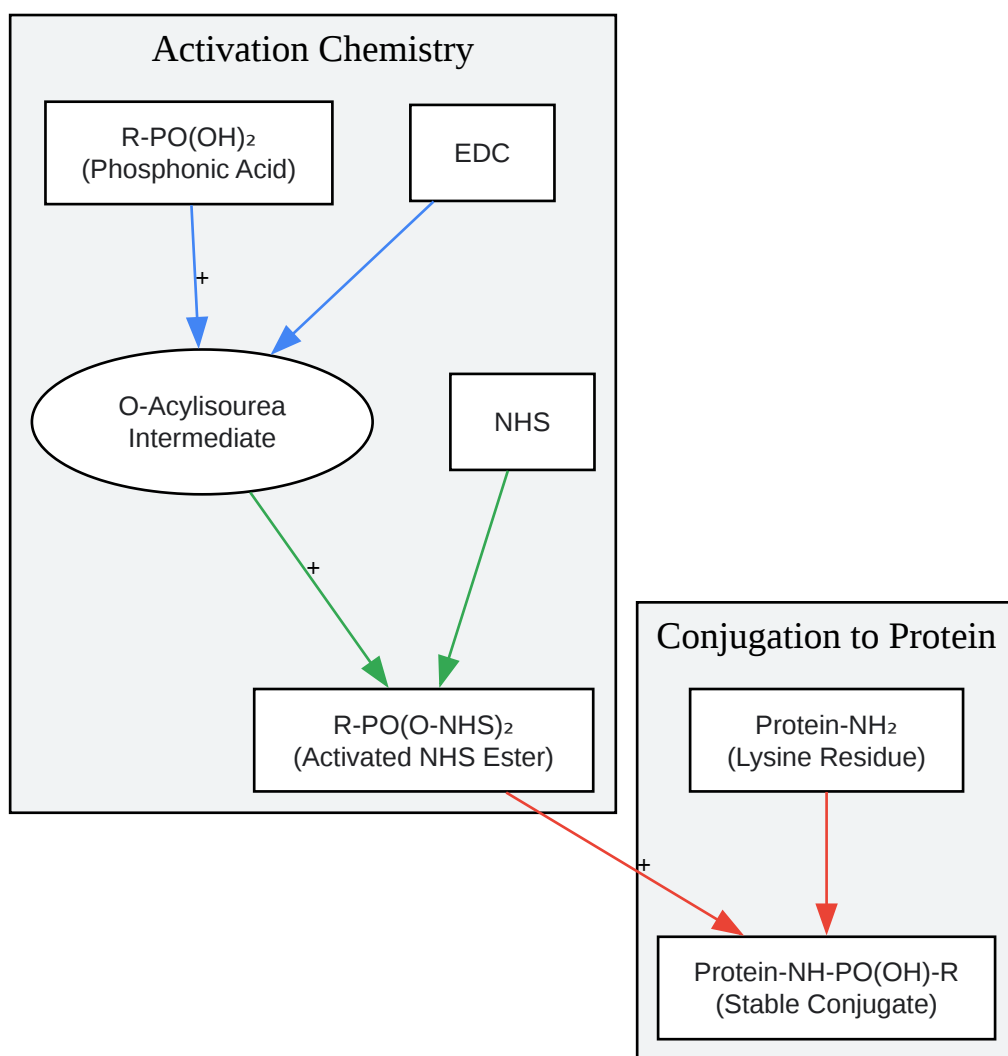 Activation Chemistry
R-PO(OH)₂
(Phosphonic Acid)
EDC
+
O-Acylisourea
Intermediate
NHS
+
R-PO(O-NHS)₂
(Activated NHS Ester)
Conjugation to Protein
Protein-NH₂
(Lysine Residue)
+
Protein-NH-PO(OH)-R
(Stable Conjugate)